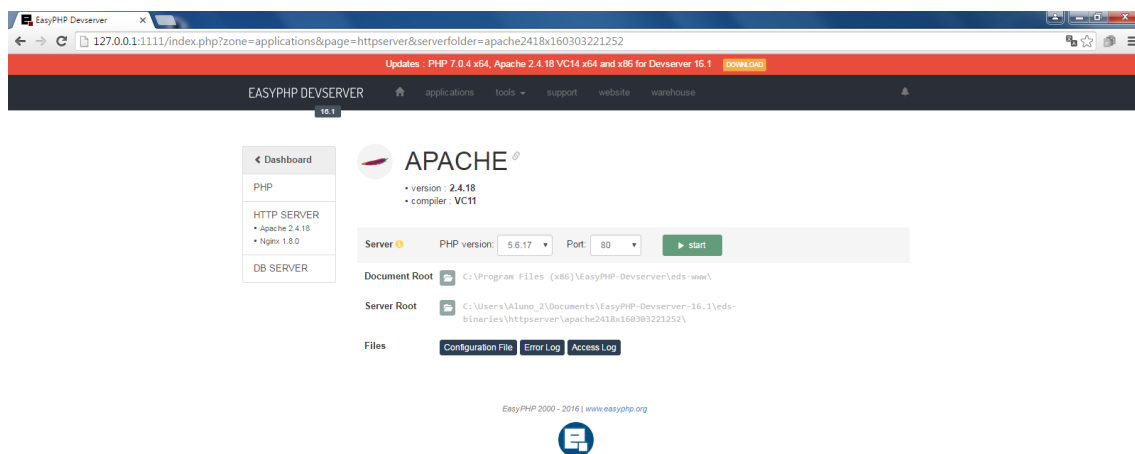 EasyPHP Devserver
127.0.0.1:1111/index.php?zone=applications&page=httpserver&serverfolder=apache2418x160303221252
Updates : PHP 7.0.4 x64, Apache 2.4.18 VC14 x64 and x86 for Devserver 16.1 DOWNLOAD
EASYPHP DEVSERVER applications tools support website warehouse
16.1
Dashboard
PHP
HTTP SERVER
• Apache 2.4.18
• Nginx 1.8.0
DB SERVER
APACHE
• version : 2.4.18
• compiler : VC11
Server PHP version: 5.6.17 Port: 80 start
Document Root C:\Program Files (x86)\EasyPHP-Devserver\eds-www\
Server Root C:\Users\Aluno_2\Documents\EasyPHP-Devserver-16.1\eds-
binaries\httpserver\apache2418x160303221252\
Files Configuration File Error Log Access Log
EasyPHP 2000 - 2016 | www.easyphp.org